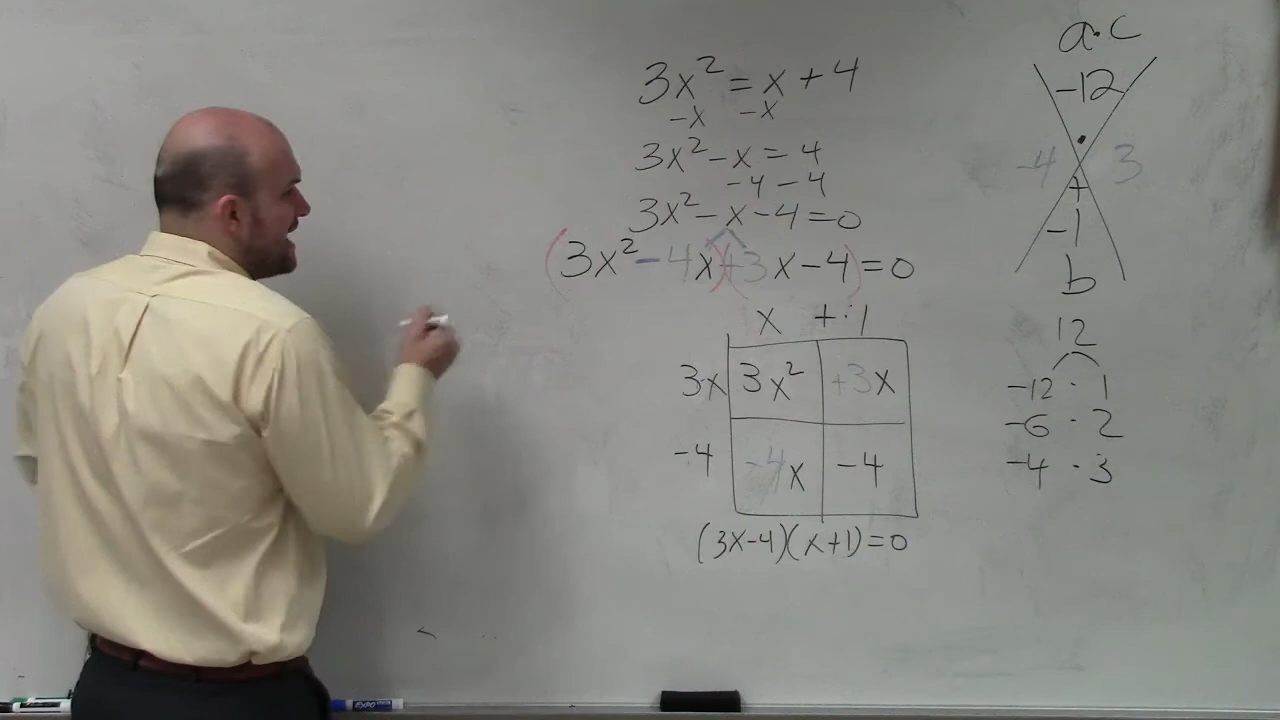 3x² = x + 4
-x -x
3x² - x = 4
-4 -4
3x² - x - 4 = 0
(3x² - 4x)(+3x - 4) = 0
x + 1
3x 3x² +3x
-4 -4x -4
(3x-4)(x+1)=0
a·c
-12
·
-4 3
+
-1
b
12
-12 · 1
-6 · 2
-4 · 3
EXPO